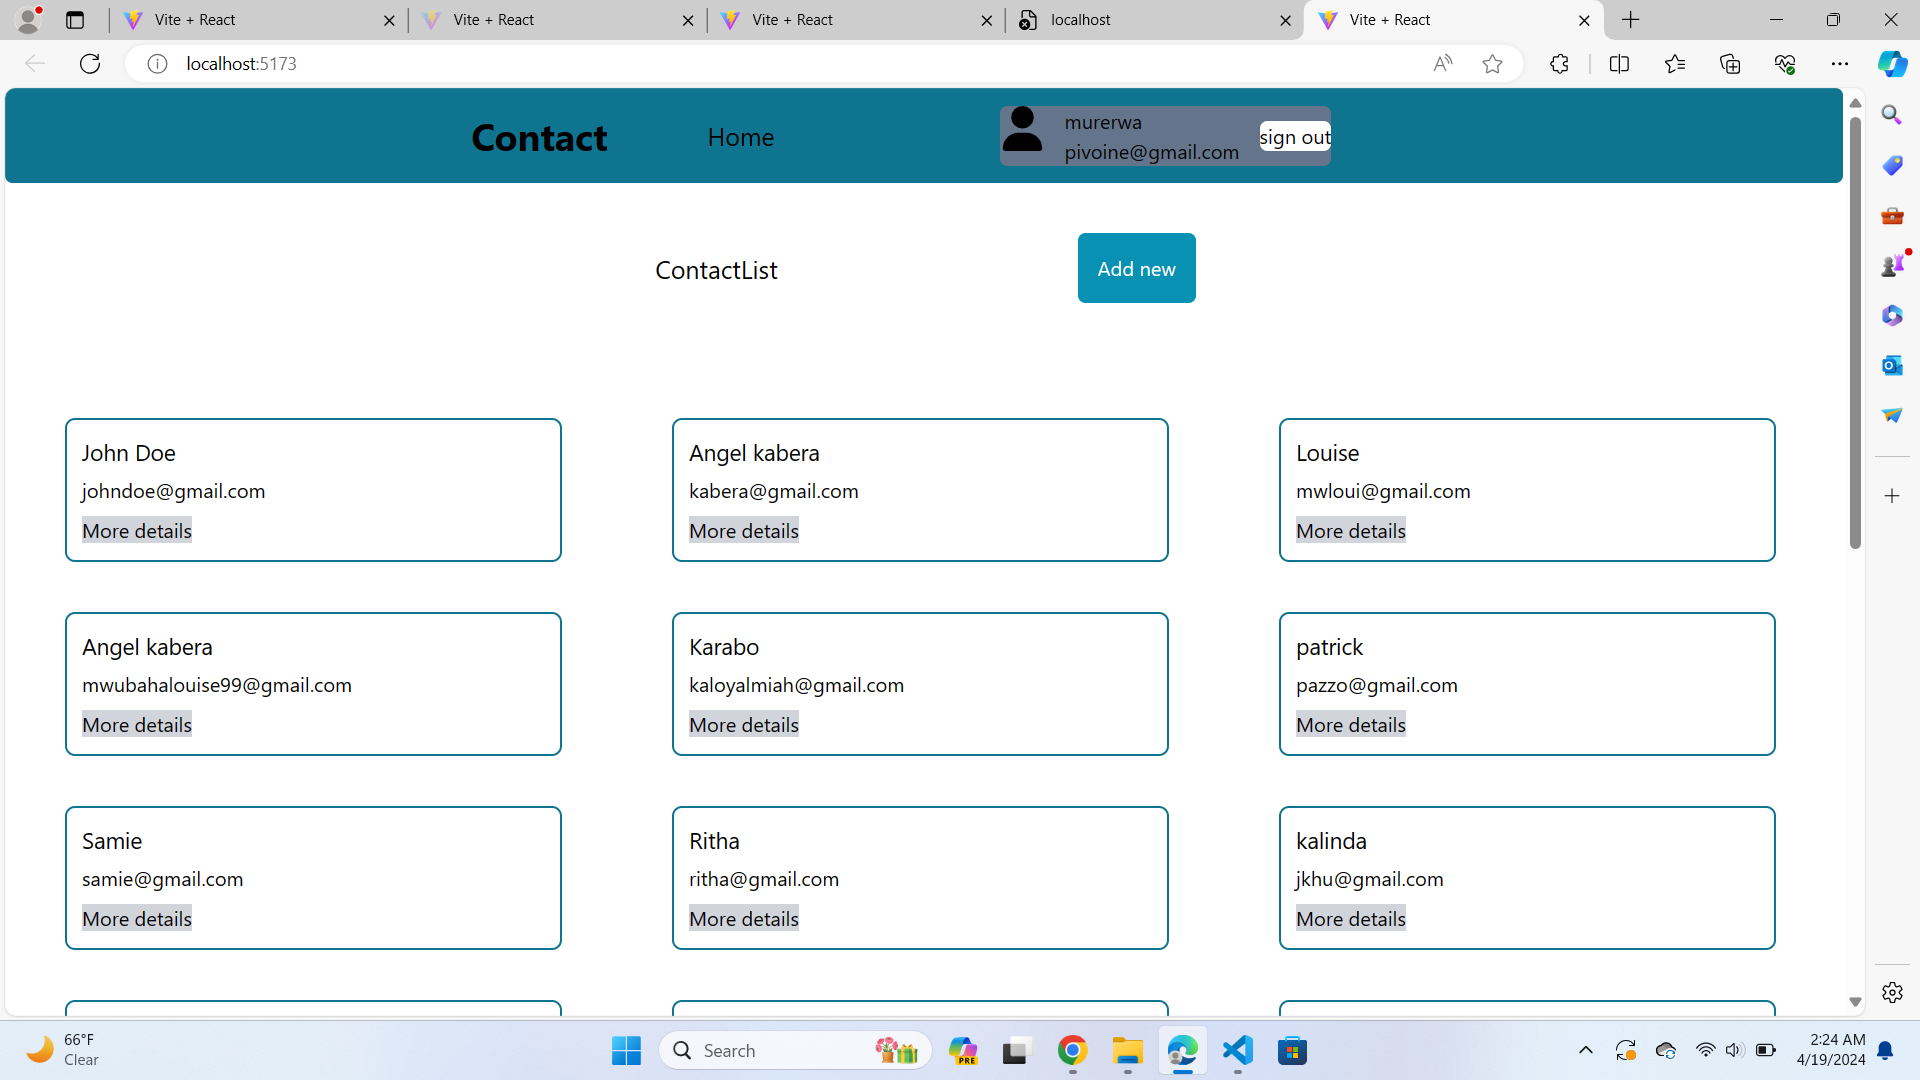 Vite + React
Vite + React
Vite + React
localhost
Vite + React
localhost:5173
Contact
Home
murerwa
pivoine@gmail.com
sign out
ContactList
Add new
John Doe
johndoe@gmail.com
More details
Angel kabera
kabera@gmail.com
More details
Louise
mwloui@gmail.com
More details
Angel kabera
mwubahalouise99@gmail.com
More details
Karabo
kaloyalmiah@gmail.com
More details
patrick
pazzo@gmail.com
More details
Samie
samie@gmail.com
More details
Ritha
ritha@gmail.com
More details
kalinda
jkhu@gmail.com
More details
66°F
Clear
Search
PRE
2:24 AM
4/19/2024